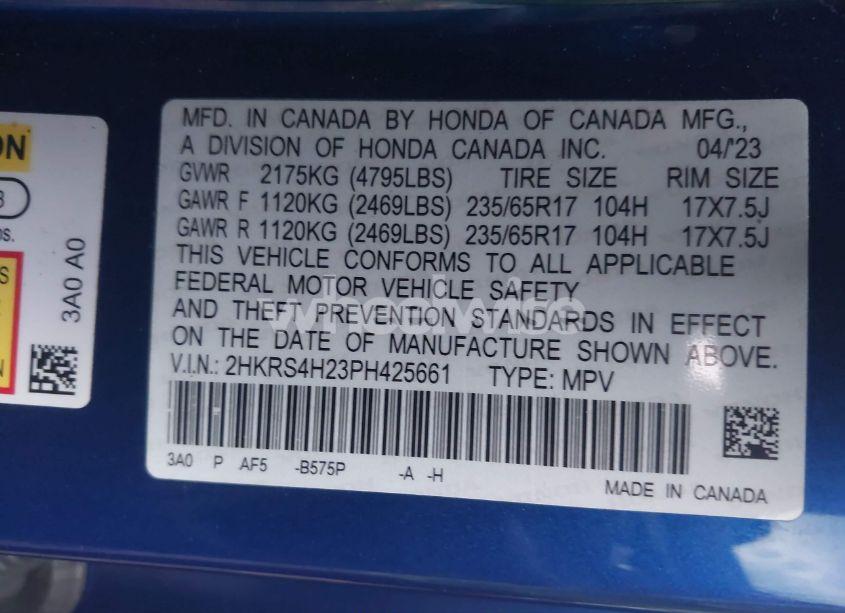 MFD. IN CANADA BY HONDA OF CANADA MFG.,
A DIVISION OF HONDA CANADA INC. 04/'23
GVWR 2175KG (4795LBS) TIRE SIZE RIM SIZE
GAWR F 1120KG (2469LBS) 235/65R17 104H 17X7.5J
GAWR R 1120KG (2469LBS) 235/65R17 104H 17X7.5J
THIS VEHICLE CONFORMS TO ALL APPLICABLE
FEDERAL MOTOR VEHICLE SAFETY
AND THEFT PREVENTION STANDARDS IN EFFECT
ON THE DATE OF MANUFACTURE SHOWN ABOVE.
V.I.N.: 2HKRS4H23PH425661 TYPE: MPV
3A0 P AF5 -B575P -A -H
MADE IN CANADA
3A0 A0
wheelwire